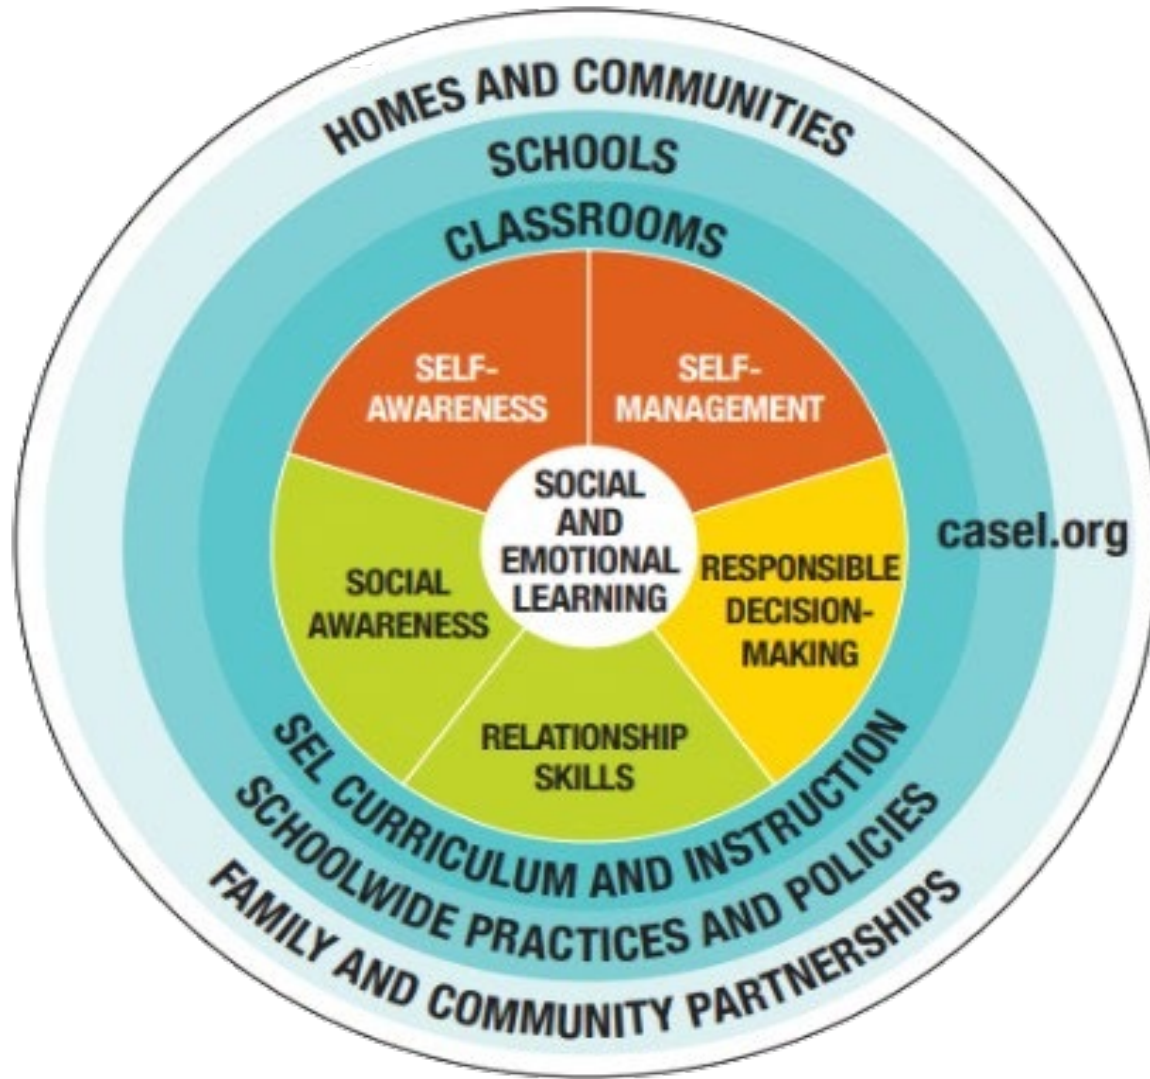 HOMES AND COMMUNITIES
SCHOOLS
CLASSROOMS
SELF-
AWARENESS
SELF-
MANAGEMENT
SOCIAL
AND
EMOTIONAL
LEARNING
SOCIAL
AWARENESS
RESPONSIBLE
DECISION-
MAKING
RELATIONSHIP
SKILLS
casel.org
SEL CURRICULUM AND INSTRUCTION
SCHOOLWIDE PRACTICES AND POLICIES
FAMILY AND COMMUNITY PARTNERSHIPS